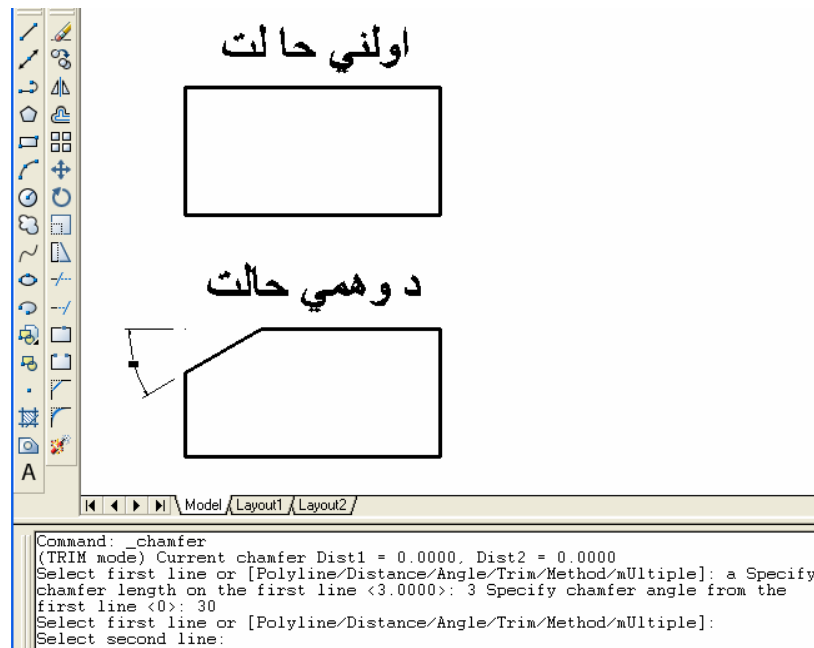 اولني حا لت
د وهمي حالت
A
Model
Layout1
Layout2
Command: _chamfer
(TRIM mode) Current chamfer Dist1 = 0.0000, Dist2 = 0.0000
Select first line or [Polyline/Distance/Angle/Trim/Method/mUltiple]: a Specify
chamfer length on the first line <3.0000>: 3 Specify chamfer angle from the
first line <0>: 30
Select first line or [Polyline/Distance/Angle/Trim/Method/mUltiple]:
Select second line: